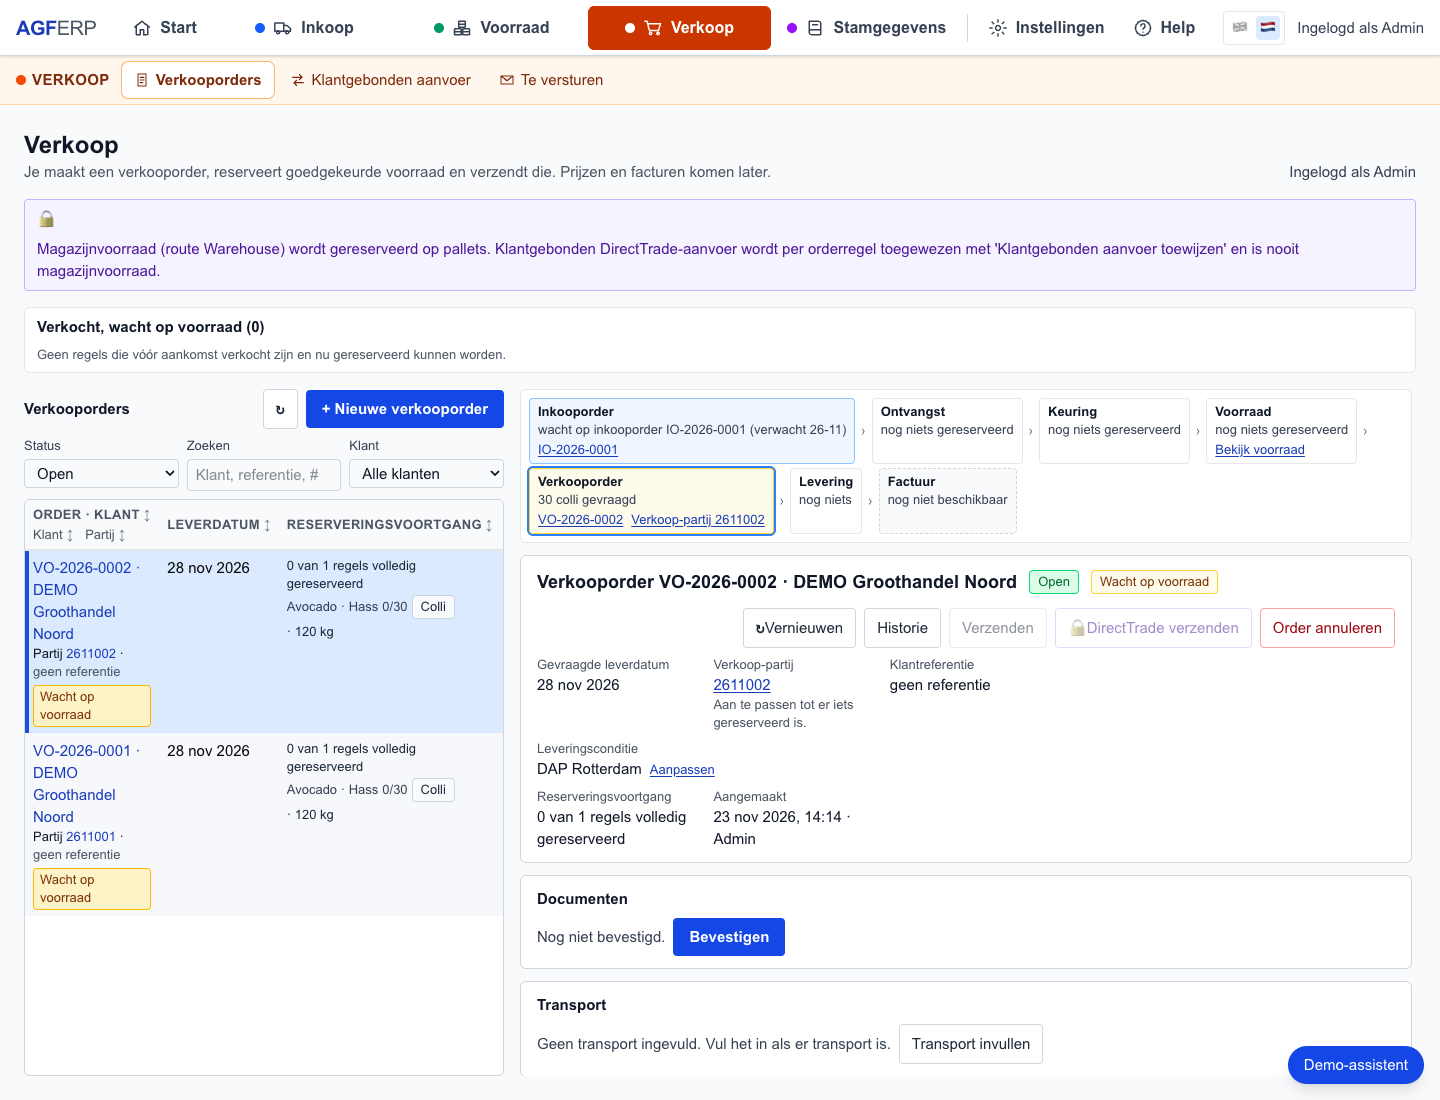 AGFERP
Start
Inkoop
Voorraad
Verkoop
Stamgegevens
Instellingen
Help
Ingelogd als Admin
VERKOOP
Verkooporders
Klantgebonden aanvoer
Te versturen
Verkoop
Je maakt een verkooporder, reserveert goedgekeurde voorraad en verzendt die. Prijzen en facturen komen later.
Ingelogd als Admin
Magazijnvoorraad (route Warehouse) wordt gereserveerd op pallets. Klantgebonden DirectTrade-aanvoer wordt per orderregel toegewezen met 'Klantgebonden aanvoer toewijzen' en is nooit
magazijnvoorraad.
Verkocht, wacht op voorraad (0)
Geen regels die vóór aankomst verkocht zijn en nu gereserveerd kunnen worden.
Verkooporders
↻
+ Nieuwe verkooporder
Status
Zoeken
Klant
Open
Klant, referentie, #
Alle klanten
ORDER · KLANT ↕
Klant ↕ Partij ↕
LEVERDATUM ↕
RESERVERINGSVOORTGANG ↕
VO-2026-0002 ·
DEMO
Groothandel
Noord
Partij 2611002 ·
geen referentie
Wacht op
voorraad
28 nov 2026
0 van 1 regels volledig
gereserveerd
Avocado · Hass 0/30 Colli
· 120 kg
VO-2026-0001 ·
DEMO
Groothandel
Noord
Partij 2611001 ·
geen referentie
Wacht op
voorraad
28 nov 2026
0 van 1 regels volledig
gereserveerd
Avocado · Hass 0/30 Colli
· 120 kg
Inkooporder
wacht op inkooporder IO-2026-0001 (verwacht 26-11)
IO-2026-0001
›
Ontvangst
nog niets gereserveerd
›
Keuring
nog niets gereserveerd
›
Voorraad
nog niets gereserveerd
Bekijk voorraad
›
Verkooporder
30 colli gevraagd
VO-2026-0002 Verkoop-partij 2611002
›
Levering
nog niets
›
Factuur
nog niet beschikbaar
Verkooporder VO-2026-0002 · DEMO Groothandel Noord
Open
Wacht op voorraad
↻Vernieuwen
Historie
Verzenden
DirectTrade verzenden
Order annuleren
Gevraagde leverdatum
28 nov 2026
Verkoop-partij
2611002
Aan te passen tot er iets
gereserveerd is.
Klantreferentie
geen referentie
Leveringsconditie
DAP Rotterdam Aanpassen
Reserveringsvoortgang
0 van 1 regels volledig
gereserveerd
Aangemaakt
23 nov 2026, 14:14 ·
Admin
Documenten
Nog niet bevestigd.
Bevestigen
Transport
Geen transport ingevuld. Vul het in als er transport is.
Transport invullen
Demo-assistent